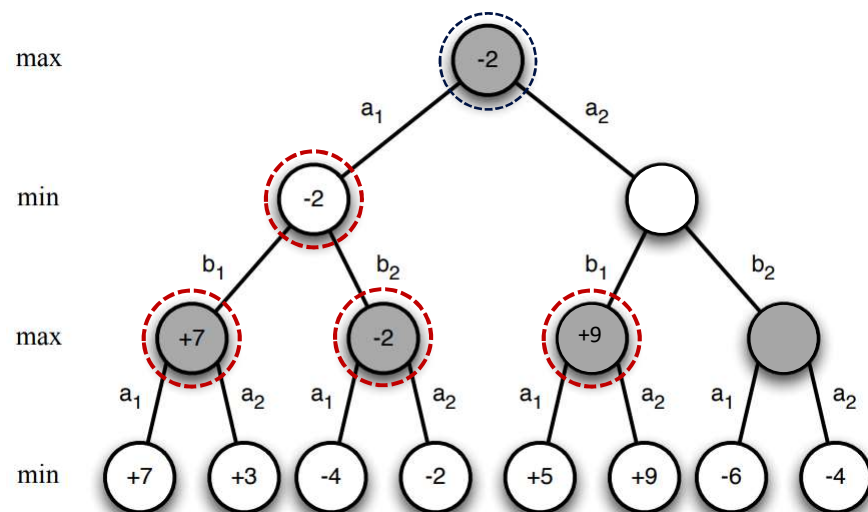 max -2
a1 a2
min -2
b1 b2 b1 b2
max +7 -2 +9
a1 a2 a1 a2 a1 a2 a1 a2
min +7 +3 -4 -2 +5 +9 -6 -4